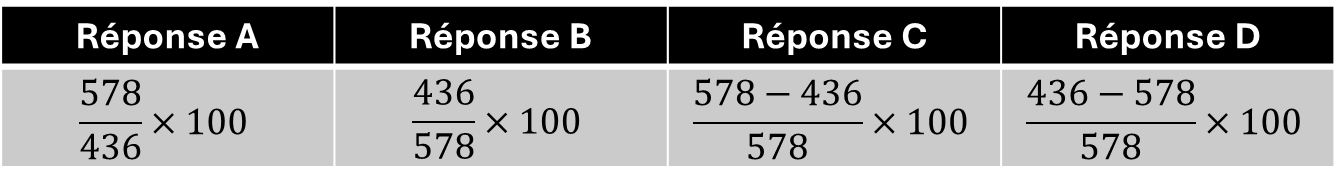 Réponse A Réponse B Réponse C Réponse D
578/436 × 100 436/578 × 100 (578 − 436)/578 × 100 (436 − 578)/578 × 100